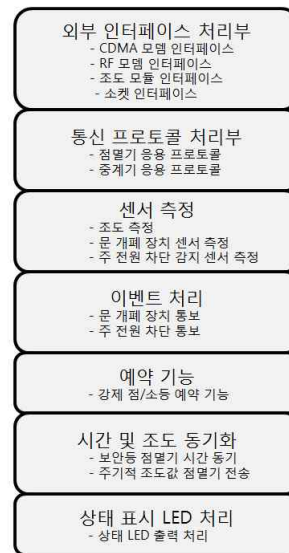 외부 인터페이스 처리부
- CDMA 모뎀 인터페이스
- RF 모뎀 인터페이스
- 조도 모듈 인터페이스
- 소켓 인터페이스
통신 프로토콜 처리부
- 점멸기 응용 프로토콜
- 중계기 응용 프로토콜
센서 측정
- 조도 측정
- 문 개폐 장치 센서 측정
- 주 전원 차단 감지 센서 측정
이벤트 처리
- 문 개폐 장치 통보
- 주 전원 차단 통보
예약 기능
- 강제 점/소등 예약 기능
시간 및 조도 동기화
- 보안등 점멸기 시간 동기
- 주기적 조도값 점멸기 전송
상태 표시 LED 처리
- 상태 LED 출력 처리